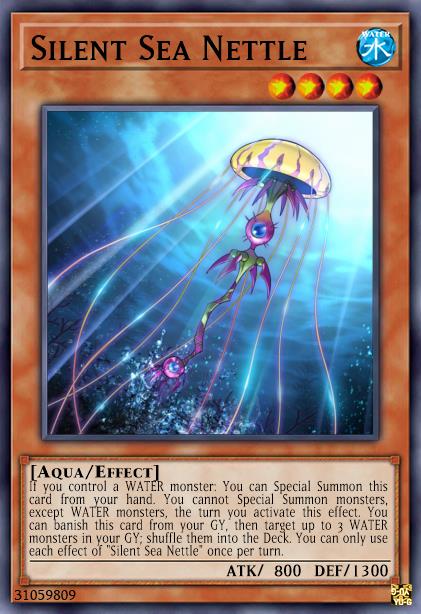 Silent Sea Nettle
WATER
水
[Aqua/Effect]
If you control a WATER monster: You can Special Summon this
card from your hand. You cannot Special Summon monsters,
except WATER monsters, the turn you activate this effect. You
can banish this card from your GY, then target up to 3 WATER
monsters in your GY; shuffle them into the Deck. You can only use
each effect of "Silent Sea Nettle" once per turn.
ATK/ 800 DEF/1300
31059809